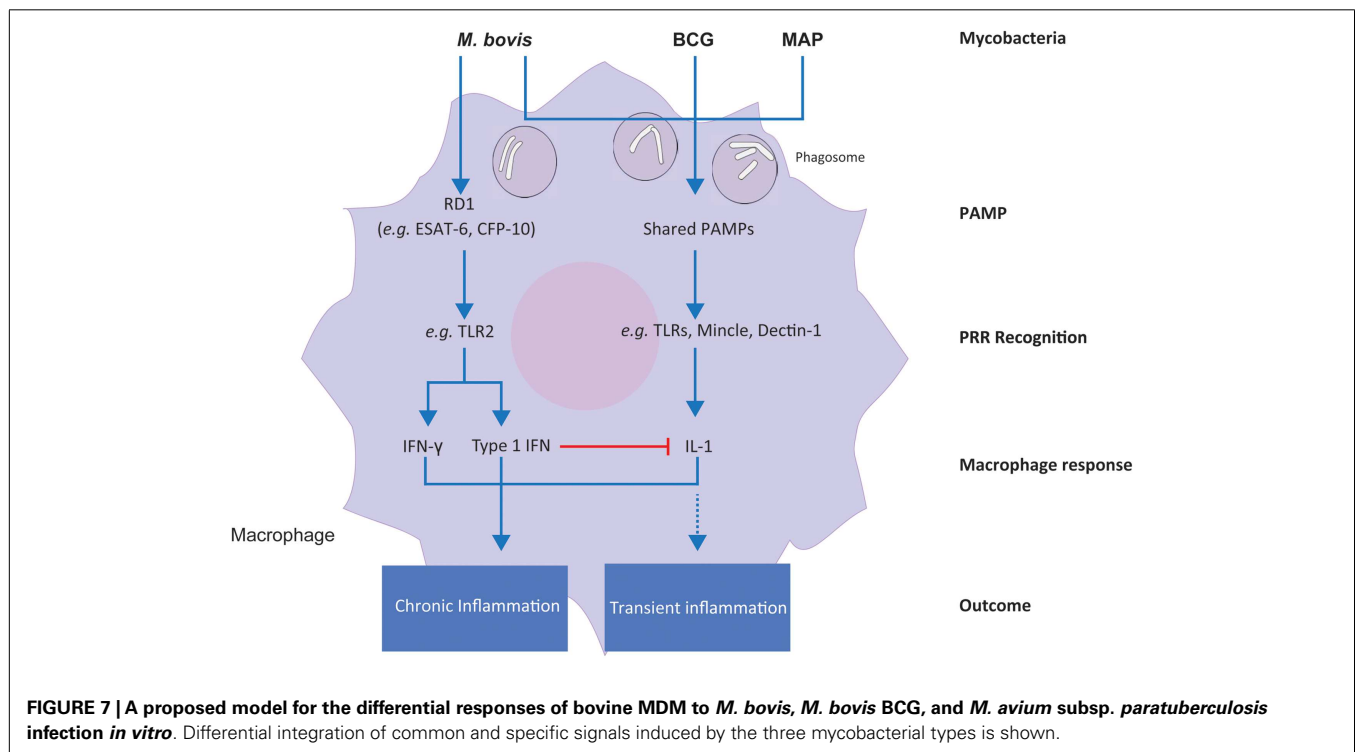 M. bovis BCG MAP Mycobacteria
Phagosome
RD1
(e.g. ESAT-6, CFP-10) Shared PAMPs PAMP
e.g. TLR2 e.g. TLRs, Mincle, Dectin-1 PRR Recognition
IFN-γ Type 1 IFN IL-1 Macrophage response
Macrophage
Chronic Inflammation Transient inflammation Outcome
FIGURE 7 | A proposed model for the differential responses of bovine MDM to M. bovis, M. bovis BCG, and M. avium subsp. paratuberculosis
infection in vitro. Differential integration of common and specific signals induced by the three mycobacterial types is shown.